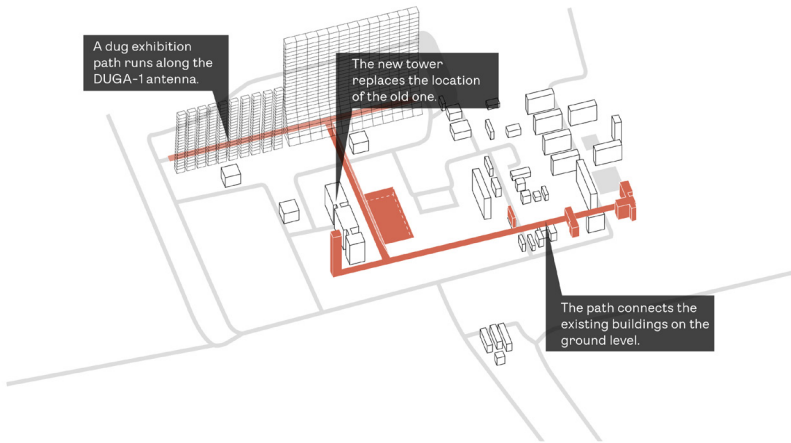 A dug exhibition
path runs along the
DUGA-1 antenna.
The new tower
replaces the location
of the old one.
The path connects the
existing buildings on the
ground level.